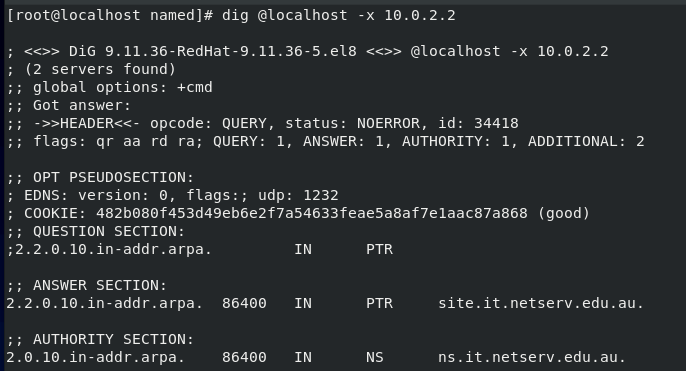 [root@localhost named]# dig @localhost -x 10.0.2.2
; <<>> DiG 9.11.36-RedHat-9.11.36-5.el8 <<>> @localhost -x 10.0.2.2
; (2 servers found)
;; global options: +cmd
;; Got answer:
;; ->>HEADER<<- opcode: QUERY, status: NOERROR, id: 34418
;; flags: qr aa rd ra; QUERY: 1, ANSWER: 1, AUTHORITY: 1, ADDITIONAL: 2
;; OPT PSEUDOSECTION:
; EDNS: version: 0, flags:; udp: 1232
; COOKIE: 482b080f453d49eb6e2f7a54633feae5a8af7e1aac87a868 (good)
;; QUESTION SECTION:
;2.2.0.10.in-addr.arpa. IN PTR
;; ANSWER SECTION:
2.2.0.10.in-addr.arpa. 86400 IN PTR site.it.netserv.edu.au.
;; AUTHORITY SECTION:
2.0.10.in-addr.arpa. 86400 IN NS ns.it.netserv.edu.au.